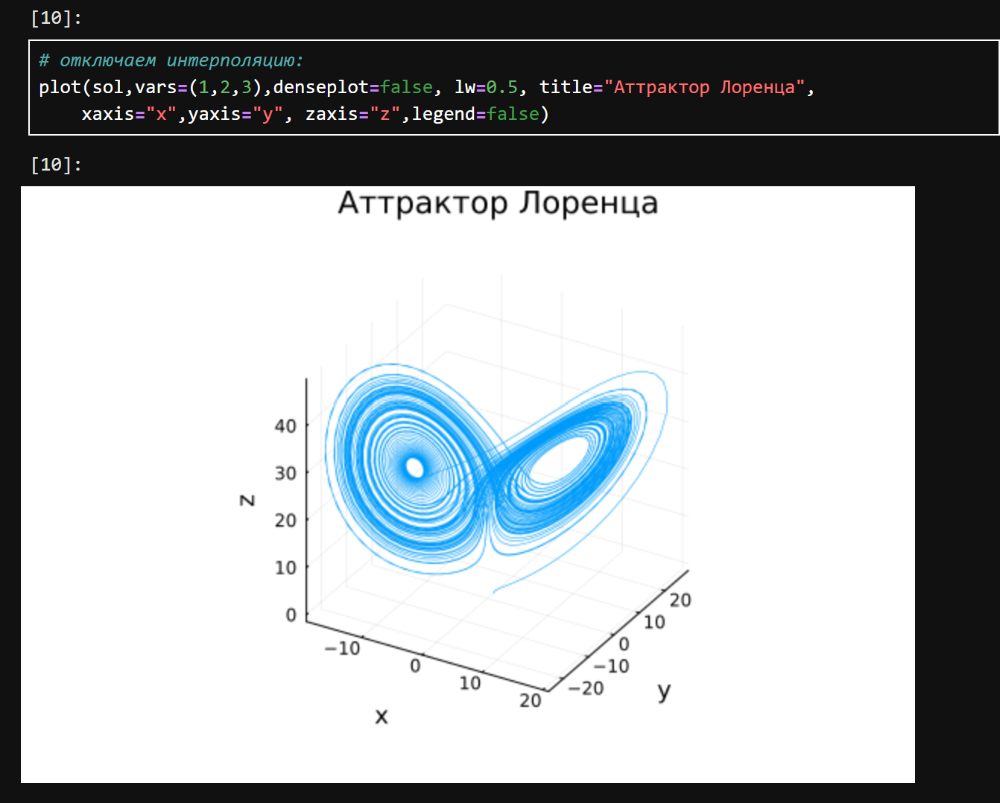 [10]:
# отключаем интерполяцию:
plot(sol,vars=(1,2,3),denseplot=false, lw=0.5, title="Аттрактор Лоренца",
    xaxis="x",yaxis="y", zaxis="z",legend=false)
[10]:
Аттрактор Лоренца
40
30
z
20
10
0
20
10
0
−10
−20
−10
0
10
20
y
x